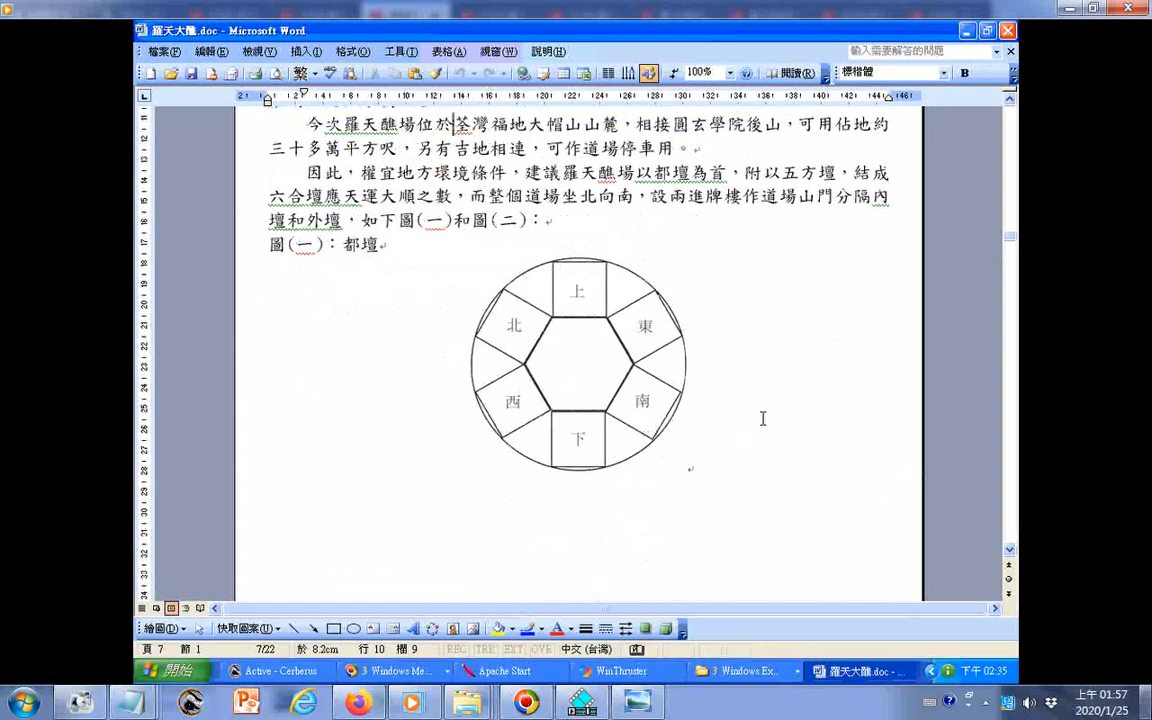 羅天大醮.doc - Microsoft Word
檔案(F) 編輯(E) 檢視(V) 插入(I) 格式(O) 工具(T) 表格(A) 視窗(W) 說明(H) 輸入需要解答的問題
繁 100% 閱讀(R) 標楷體 B
今次羅天醮場位於荃灣福地大帽山山麓，相接圓玄學院後山，可用佔地約
三十多萬平方呎，另有吉地相連，可作道場停車用。
因此，權宜地方環境條件，建議羅天醮場以都壇為首，附以五方壇，結成
六合壇應天運大順之數，而整個道場坐北向南，設兩進牌樓作道場山門分隔內
壇和外壇，如下圖(一)和圖(二)：
圖(一)：都壇
上
北 東
西 南
下
繪圖(D) 快取圖案(U)
頁 7 節 1 7/22 於 8.2cm 行 10 欄 9 REC TRK EXT OVR 中文 (台灣)
開始 Active - Cerberus 3 Windows Me... Apache Start WinThruster 3 Windows Ex... 羅天大醮.doc - ... 下午 02:35
上午 01:57
2020/1/25